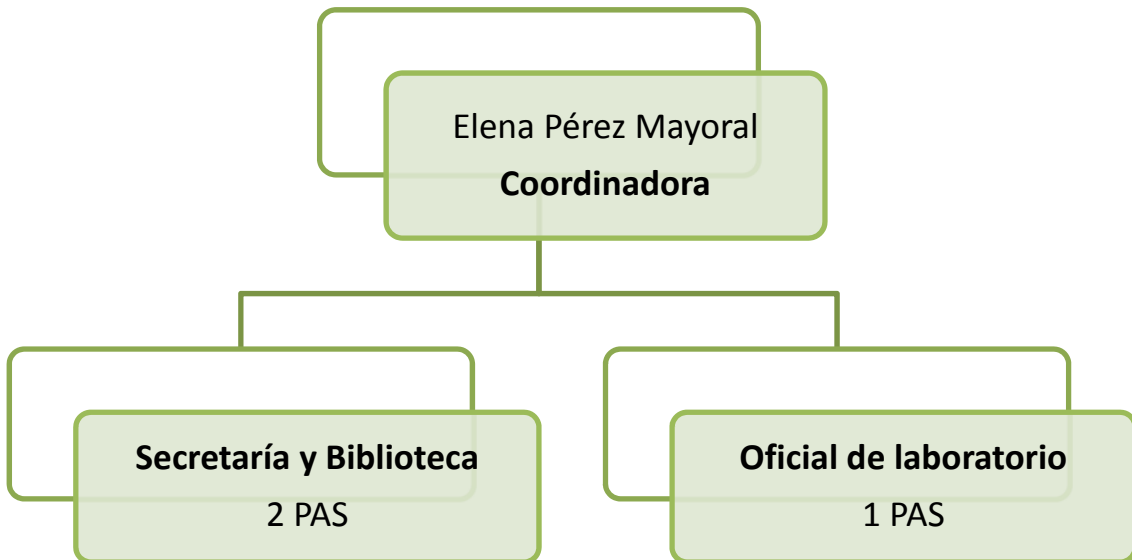 Elena Pérez Mayoral
Coordinadora
Secretaría y Biblioteca
2 PAS
Oficial de laboratorio
1 PAS